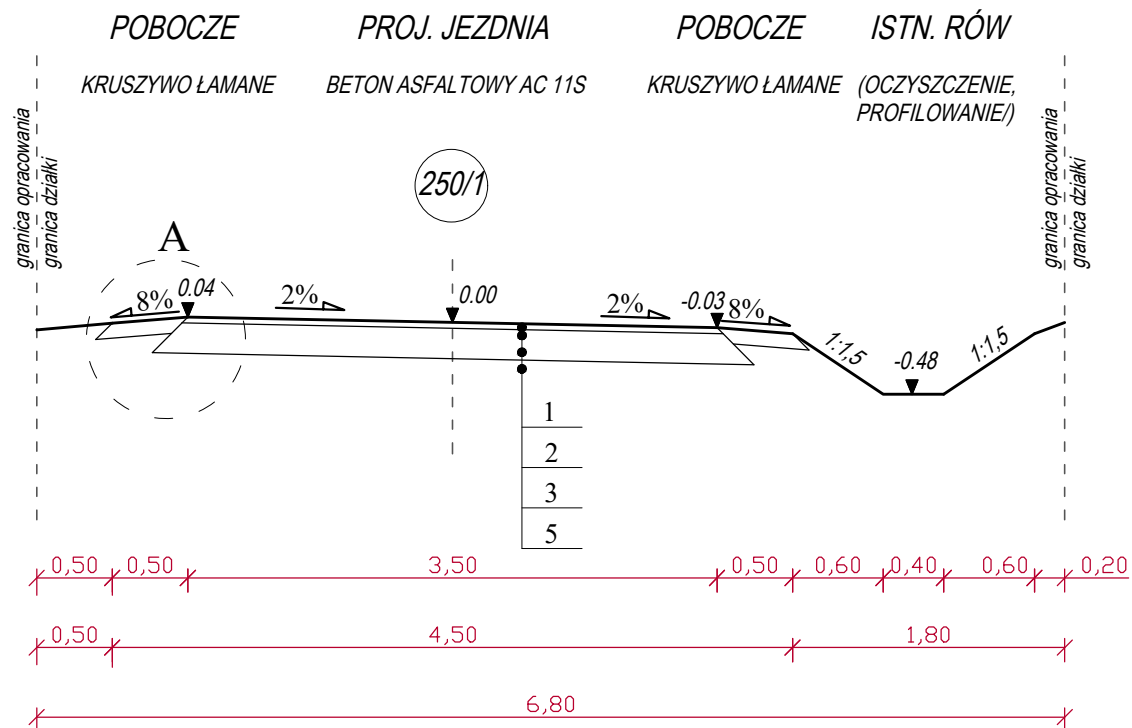 POBOCZE
PROJ. JEZDNIA
POBOCZE
ISTN. RÓW
KRUSZYWO ŁAMANE
BETON ASFALTOWY AC 11S
KRUSZYWO ŁAMANE
(OCZYSZCZENIE,
PROFILOWANIE/)
granica opracowania
granica działki
granica opracowania
granica działki
250/1
A
8%
0.04
2%
0.00
2%
-0.03
8%
1:1,5
-0.48
1:1,5
1
2
3
5
0,50
0,50
3,50
0,50
0,60
0,40
0,60
0,20
0,50
4,50
1,80
6,80